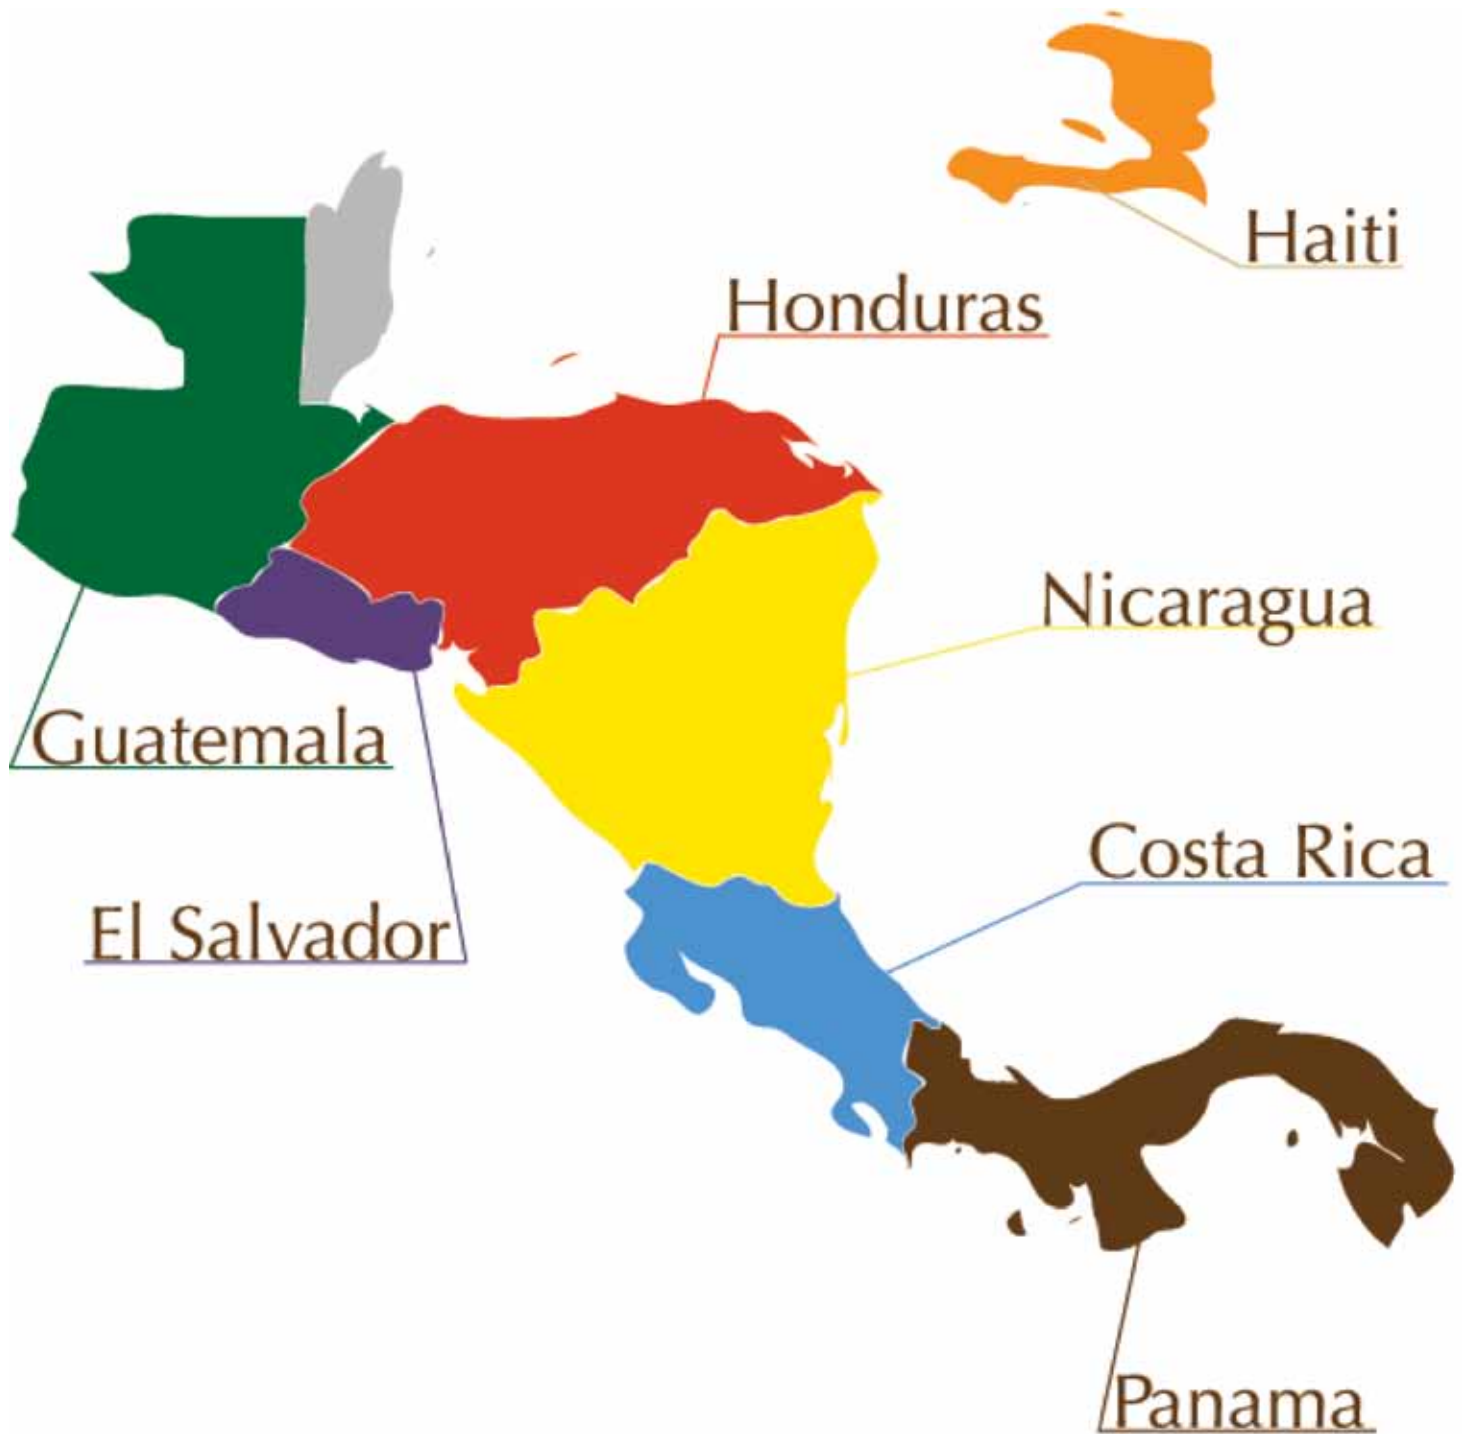 Haiti
Honduras
Nicaragua
Guatemala
Costa Rica
El Salvador
Panama